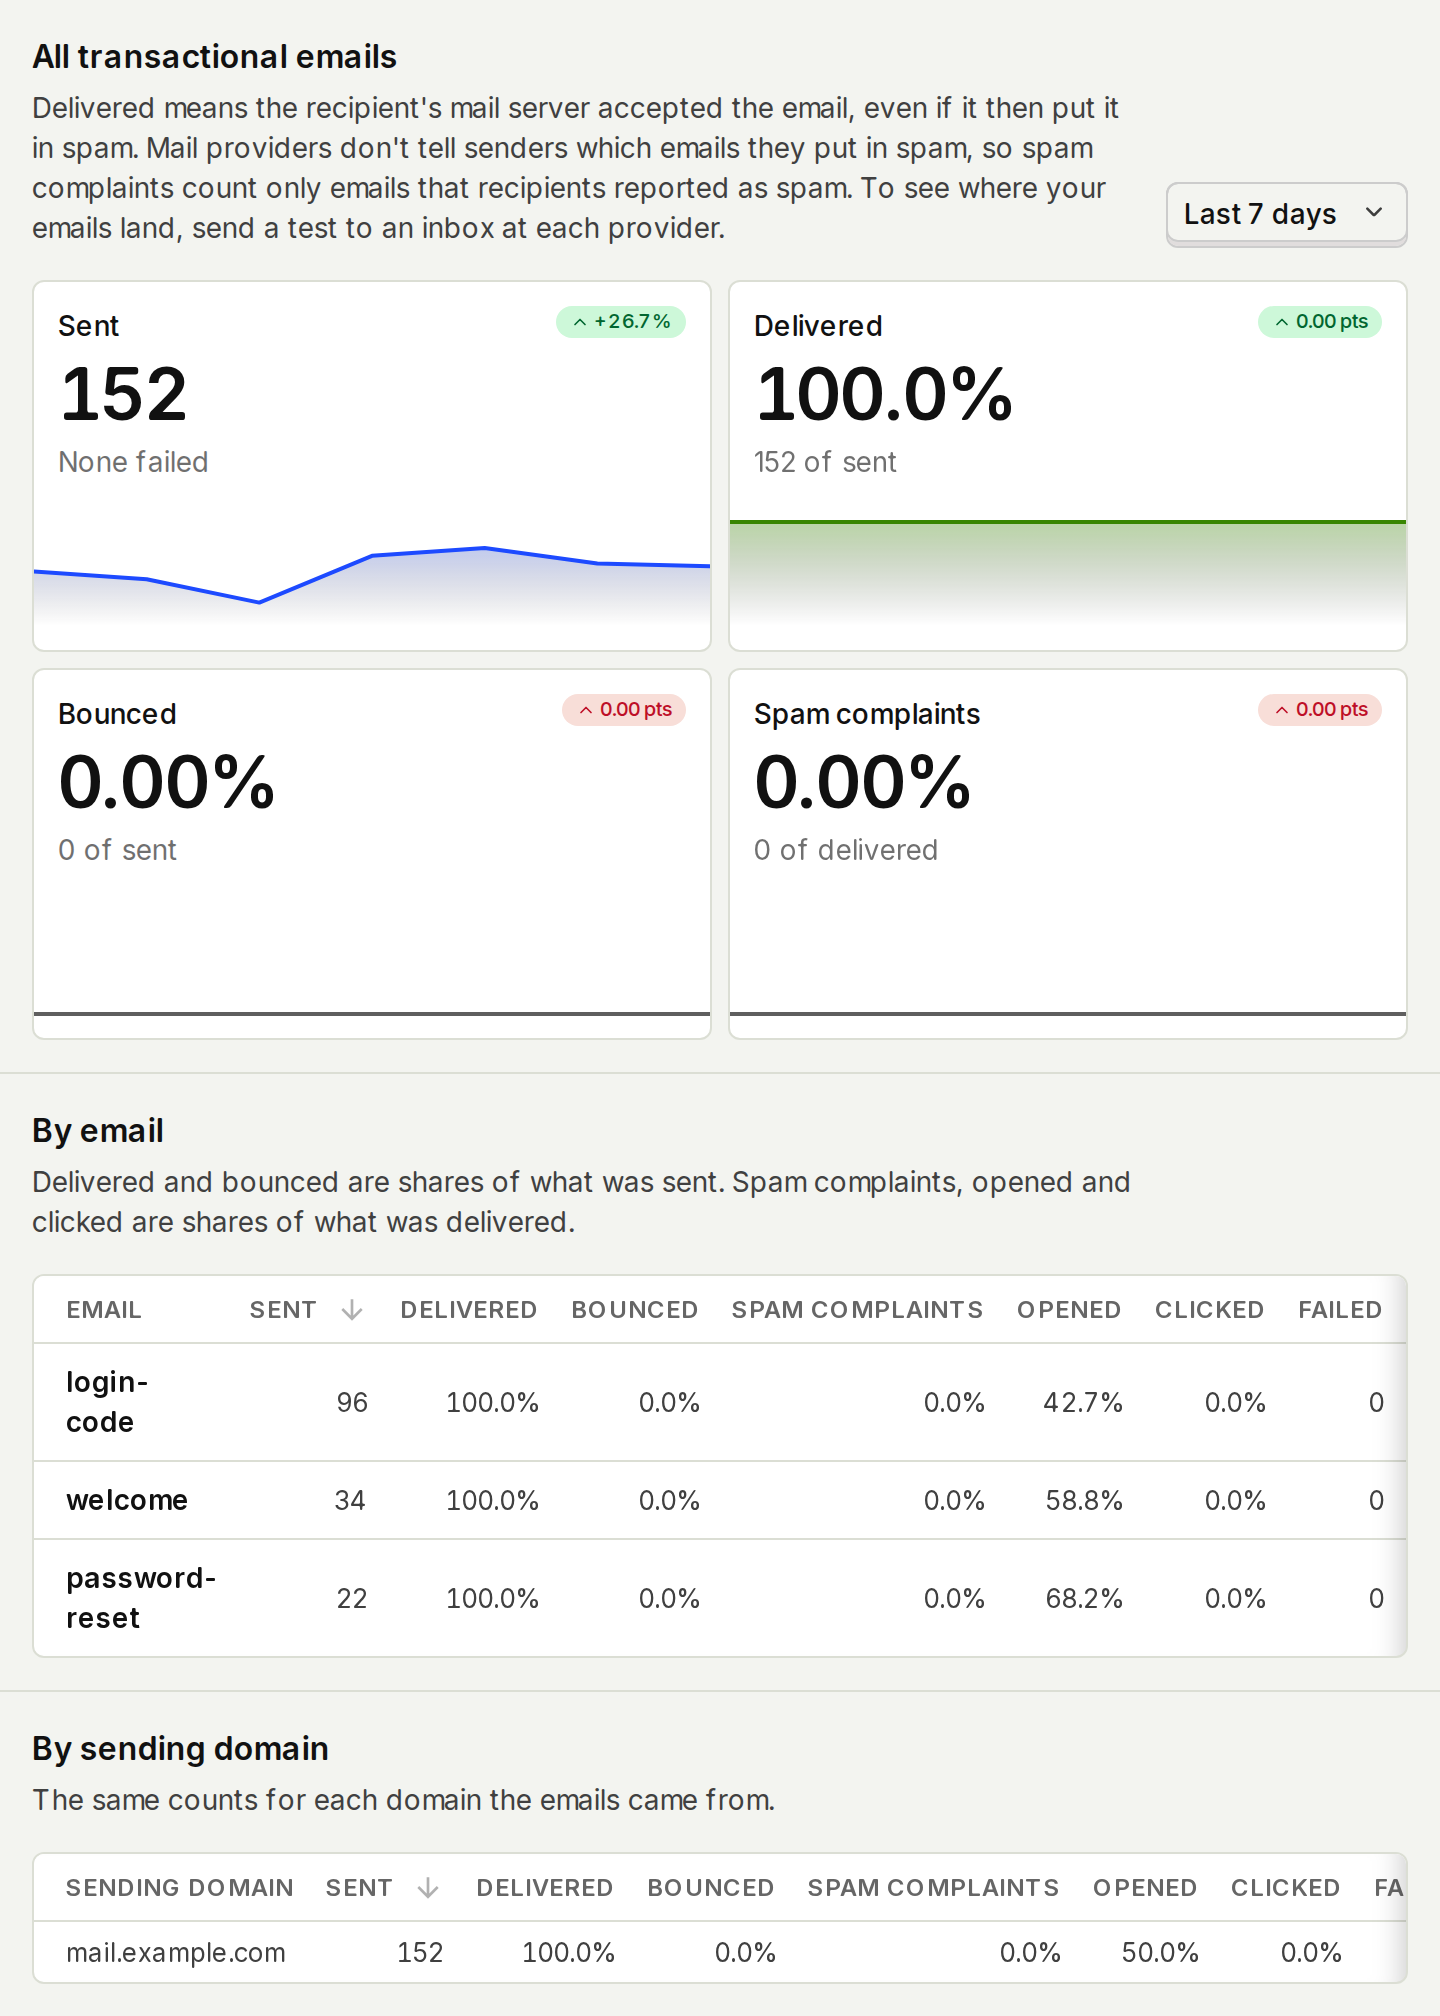 All transactional emails
Delivered means the recipient's mail server accepted the email, even if it then put it
in spam. Mail providers don't tell senders which emails they put in spam, so spam
complaints count only emails that recipients reported as spam. To see where your
emails land, send a test to an inbox at each provider.
Last 7 days
Sent
+26.7%
152
None failed
Delivered
0.00 pts
100.0%
152 of sent
Bounced
0.00 pts
0.00%
0 of sent
Spam complaints
0.00 pts
0.00%
0 of delivered
By email
Delivered and bounced are shares of what was sent. Spam complaints, opened and
clicked are shares of what was delivered.
EMAIL SENT DELIVERED BOUNCED SPAM COMPLAINTS OPENED CLICKED FAILED
login-
code
96 100.0% 0.0% 0.0% 42.7% 0.0% 0
welcome 34 100.0% 0.0% 0.0% 58.8% 0.0% 0
password-
reset
22 100.0% 0.0% 0.0% 68.2% 0.0% 0
By sending domain
The same counts for each domain the emails came from.
SENDING DOMAIN SENT DELIVERED BOUNCED SPAM COMPLAINTS OPENED CLICKED FA
mail.example.com 152 100.0% 0.0% 0.0% 50.0% 0.0%